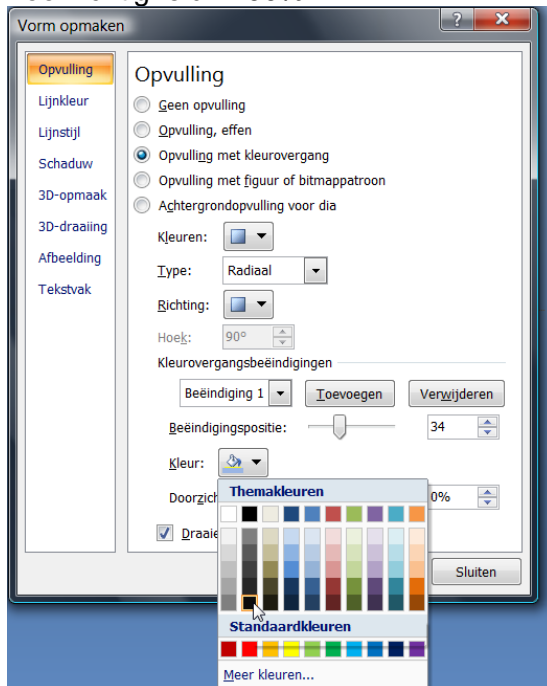 Vorm opmaken
?
X
Opvulling
Lijnkleur
Lijnstijl
Schaduw
3D-opmaak
3D-draaiing
Afbeelding
Tekstvak
Opvulling
Geen opvulling
Opvulling, effen
Opvulling met kleurovergang
Opvulling met figuur of bitmappatroon
Achtergrondopvulling voor dia
Kleuren:
Type: Radiaal
Richting:
Hoek: 90°
Kleurovergangsbeëindigingen
Beëindiging 1 Toevoegen Verwijderen
Beëindigingspositie: 34
Kleur:
Doorzich 0%
Draaie
Themakleuren
Standaardkleuren
Meer kleuren...
Sluiten